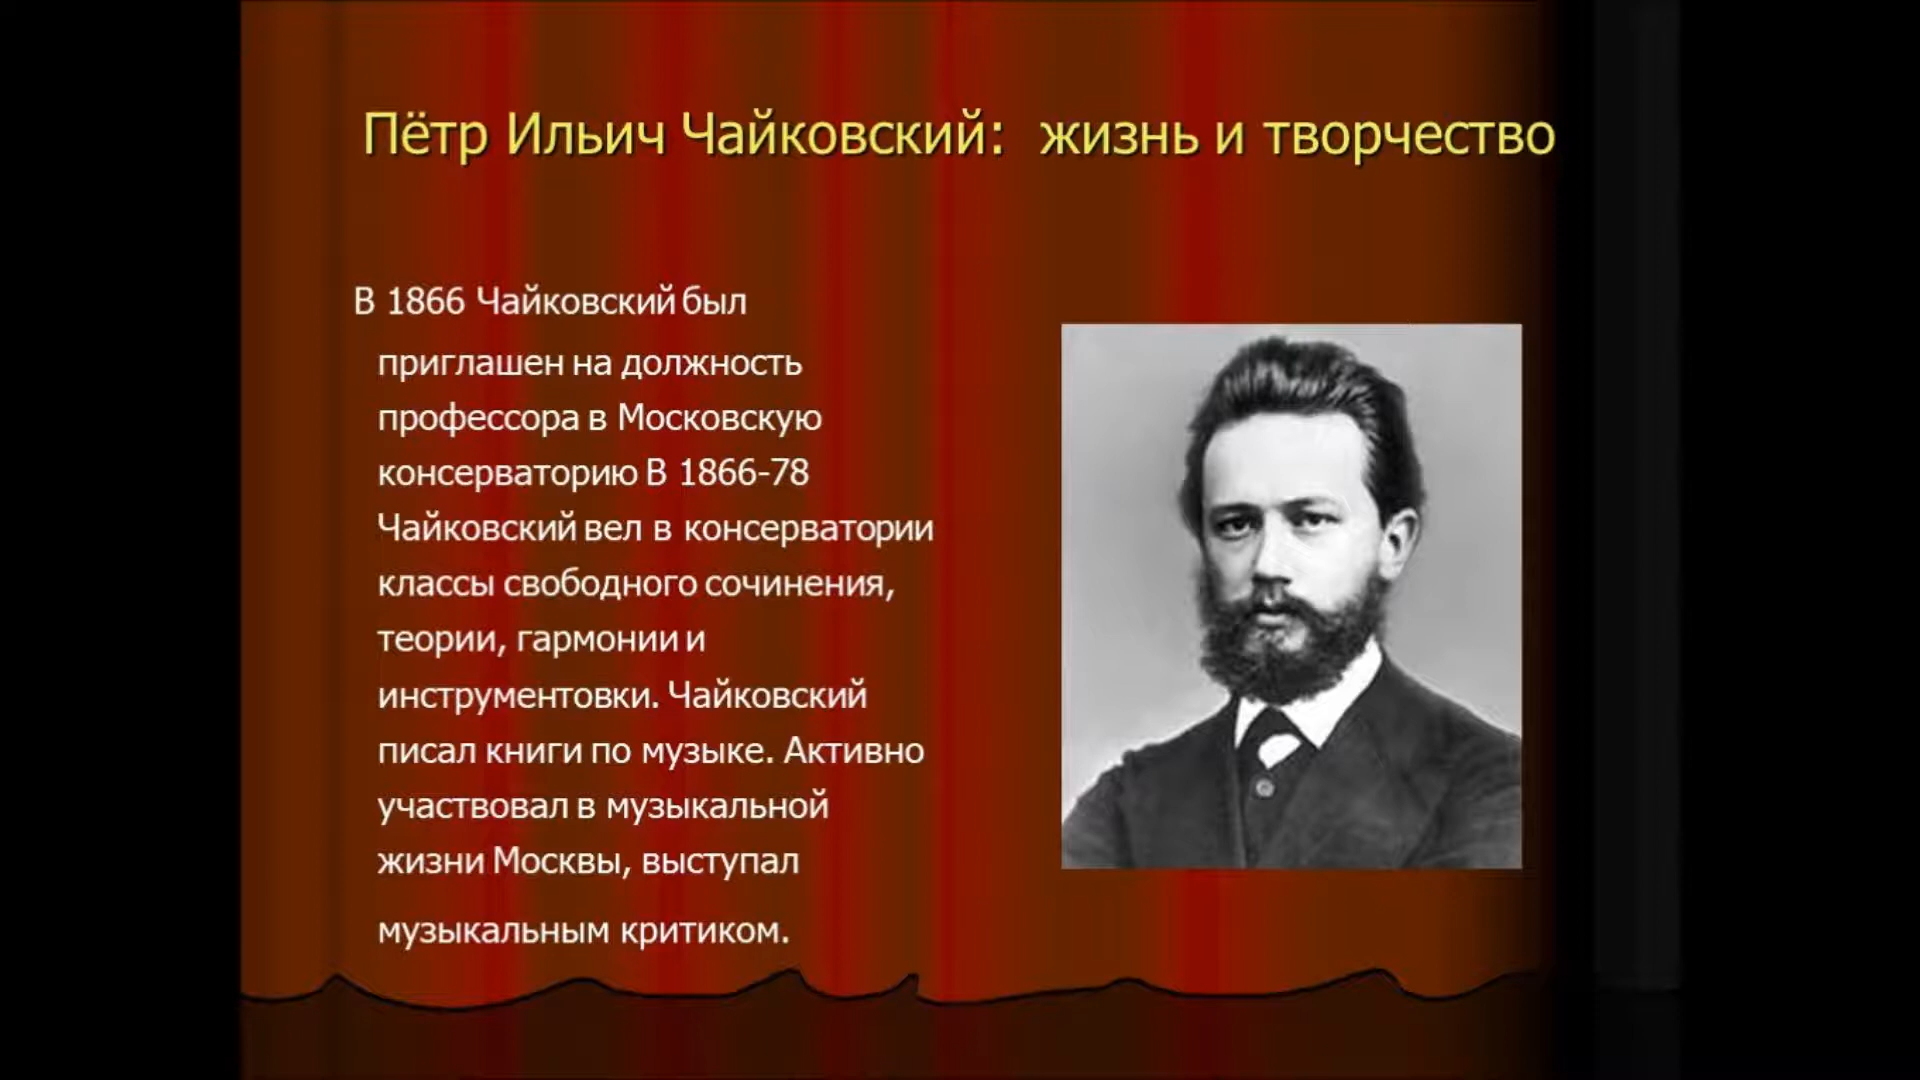 Пётр Ильич Чайковский: жизнь и творчество
В 1866 Чайковский был
приглашен на должность
профессора в Московскую
консерваторию В 1866-78
Чайковский вел в консерватории
классы свободного сочинения,
теории, гармонии и
инструментовки. Чайковский
писал книги по музыке. Активно
участвовал в музыкальной
жизни Москвы, выступал
музыкальным критиком.